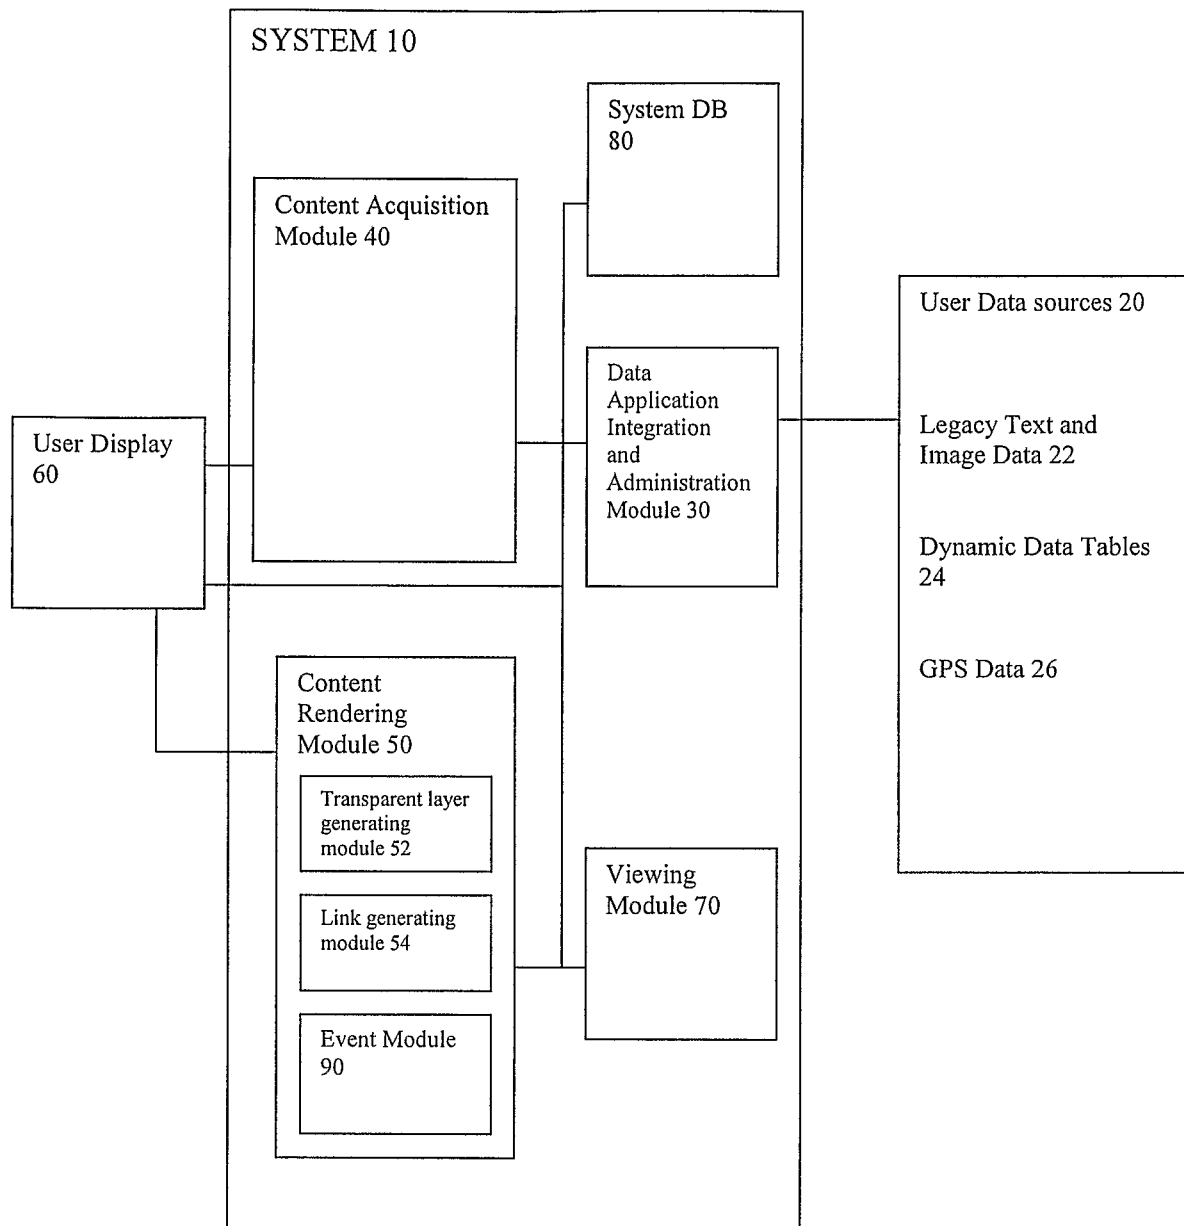 SYSTEM 10
System DB
80
Content Acquisition
Module 40
User Data sources 20
Data
Application
Integration
and
Administration
Module 30
Legacy Text and
Image Data 22
User Display
60
Dynamic Data Tables
24
GPS Data 26
Content
Rendering
Module 50
Transparent layer
generating
module 52
Link generating
module 54
Event Module
90
Viewing
Module 70